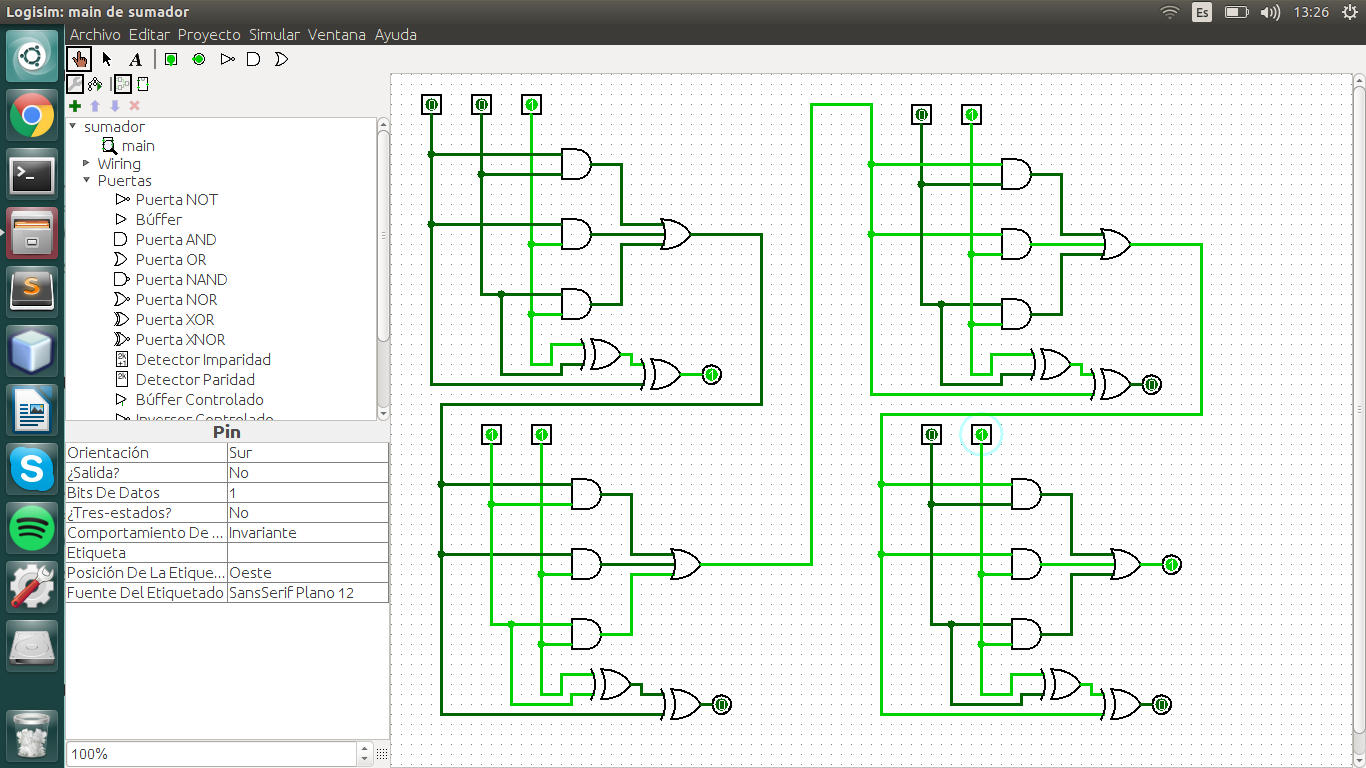 Logisim: main de sumador
Es
13:26
Archivo Editar Proyecto Simular Ventana Ayuda
A
sumador
main
Wiring
Puertas
Puerta NOT
Búffer
Puerta AND
Puerta OR
Puerta NAND
Puerta NOR
Puerta XOR
Puerta XNOR
Detector Imparidad
Detector Paridad
Búffer Controlado
Inversor Controlado
Pin
Orientación Sur
¿Salida? No
Bits De Datos 1
¿Tres-estados? No
Comportamiento De ... Invariante
Etiqueta
Posición De La Etique... Oeste
Fuente Del Etiquetado SansSerif Plano 12
100%
0 0 1
0 1
1
0
1 1
0 1
1
0
0